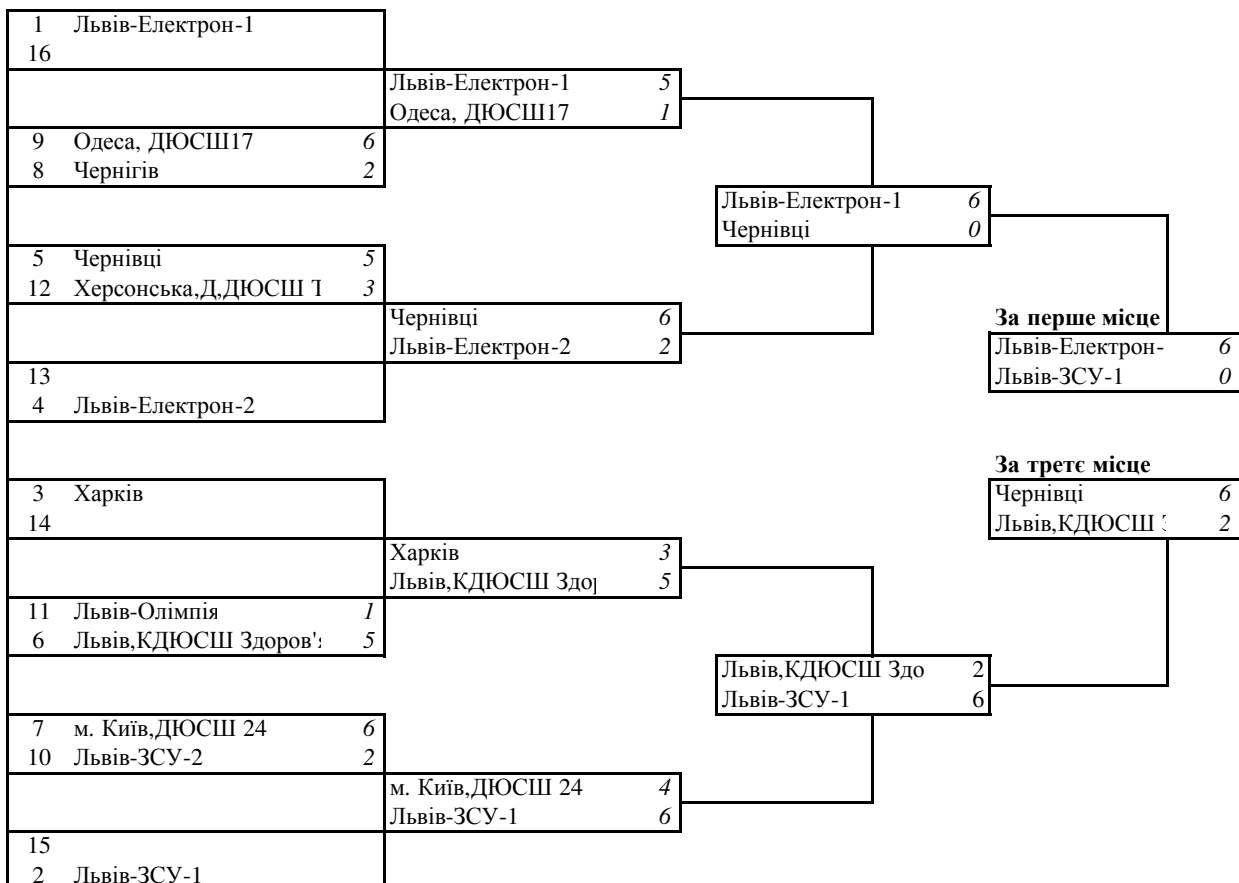 1 Львів-Електрон-1
16
Львів-Електрон-1 5
Одеса, ДЮСШ17 1
9 Одеса, ДЮСШ17 6
8 Чернігів 2
Львів-Електрон-1 6
Чернівці 0
5 Чернівці 5
12 Херсонська,Д,ДЮСШ 3
Чернівці 6
Львів-Електрон-2 2
За перше місце
Львів-Електрон- 6
Львів-ЗСУ-1 0
13
4 Львів-Електрон-2
За третє місце
3 Харків
14
Чернівці 6
Львів,КДЮСШ 2
Харків 3
Львів,КДЮСШ Здо 5
11 Львів-Олімпія 1
6 Львів,КДЮСШ Здоров'я 5
Львів,КДЮСШ Здо 2
Львів-ЗСУ-1 6
7 м. Київ,ДЮСШ 24 6
10 Львів-ЗСУ-2 2
м. Київ,ДЮСШ 24 4
Львів-ЗСУ-1 6
15
2 Львів-ЗСУ-1